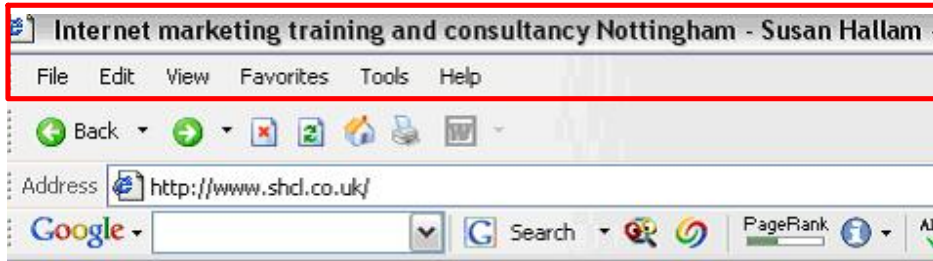 Internet marketing training and consultancy Nottingham - Susan Hallam -
File Edit View Favorites Tools Help
Back W
Address http://www.shcl.co.uk/
Google G Search PageRank